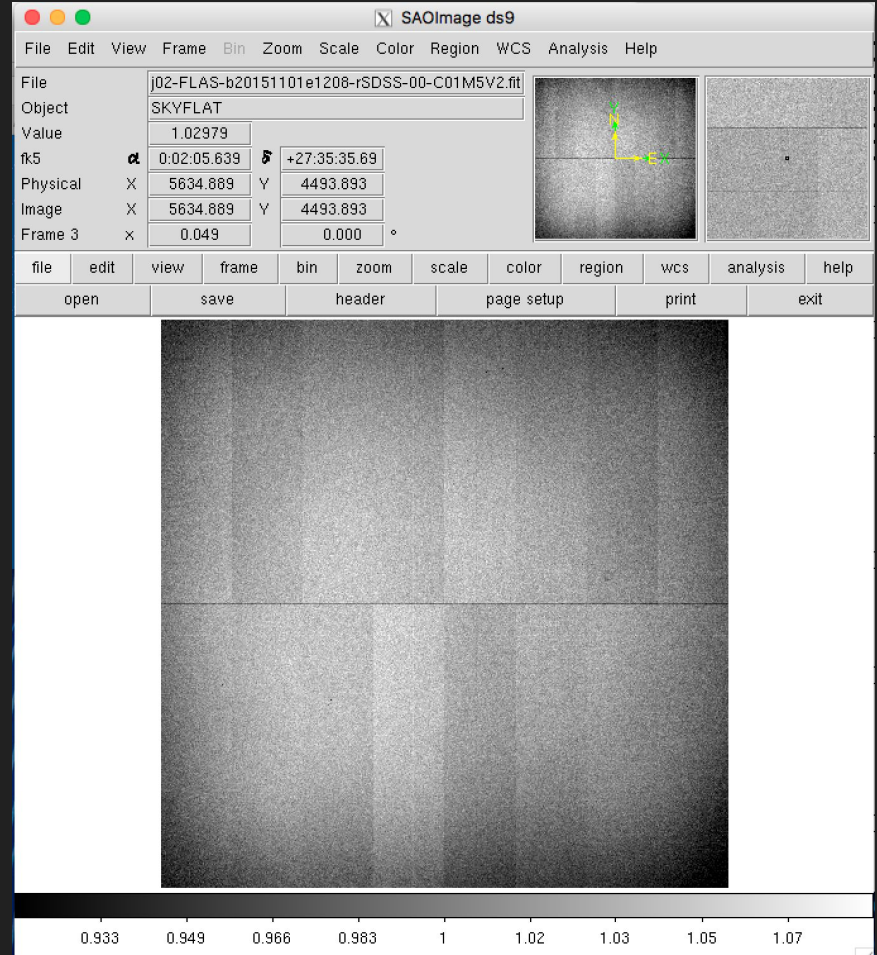 SAOImage ds9
File Edit View Frame Bin Zoom Scale Color Region WCS Analysis Help
File j02-FLAS-b20151101e1208-rSDSS-00-C01M5V2.fit
Object SKYFLAT
Value 1.02979
fk5 α 0:02:05.639 δ +27:35:35.69
Physical X 5634.889 Y 4493.893
Image X 5634.889 Y 4493.893
Frame 3 x 0.049 0.000 °
Y
N
E X
file edit view frame bin zoom scale color region wcs analysis help
open save header page setup print exit
0.933 0.949 0.966 0.983 1 1.02 1.03 1.05 1.07